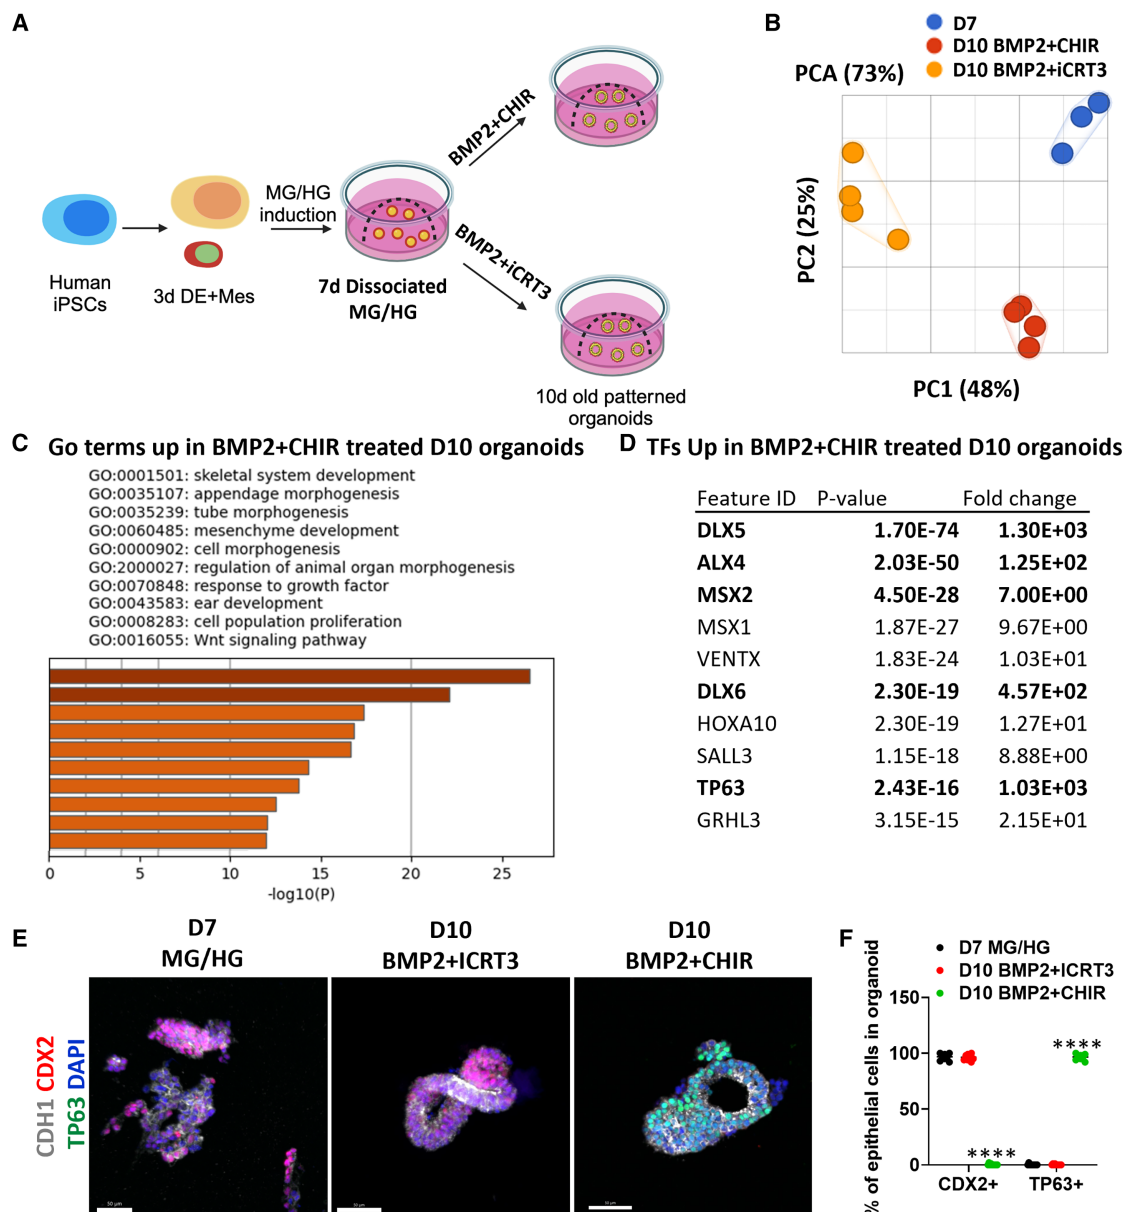 A
Human
iPSCs
3d DE+Mes
MG/HG
induction
7d Dissociated
MG/HG
BMP2+CHIR
BMP2+iCRT3
10d old patterned
organoids
B
D7
D10 BMP2+CHIR
D10 BMP2+iCRT3
PCA (73%)
PC2 (25%)
PC1 (48%)
C
Go terms up in BMP2+CHIR treated D10 organoids
GO:0001501: skeletal system development
GO:0035107: appendage morphogenesis
GO:0035239: tube morphogenesis
GO:0060485: mesenchyme development
GO:0000902: cell morphogenesis
GO:2000027: regulation of animal organ morphogenesis
GO:0070848: response to growth factor
GO:0043583: ear development
GO:0008283: cell population proliferation
GO:0016055: Wnt signaling pathway
0 5 10 15 20 25
-log10(P)
D
TFs Up in BMP2+CHIR treated D10 organoids
Feature ID P-value Fold change
DLX5 1.70E-74 1.30E+03
ALX4 2.03E-50 1.25E+02
MSX2 4.50E-28 7.00E+00
MSX1 1.87E-27 9.67E+00
VENTX 1.83E-24 1.03E+01
DLX6 2.30E-19 4.57E+02
HOXA10 2.30E-19 1.27E+01
SALL3 1.15E-18 8.88E+00
TP63 2.43E-16 1.03E+03
GRHL3 3.15E-15 2.15E+01
E
D7
MG/HG
D10
BMP2+ICRT3
D10
BMP2+CHIR
CDH1 CDX2
TP63 DAPI
50 μm
F
D7 MG/HG
D10 BMP2+ICRT3
D10 BMP2+CHIR
% of epithelial cells in organoid
150
100
50
0
****
****
CDX2+ TP63+